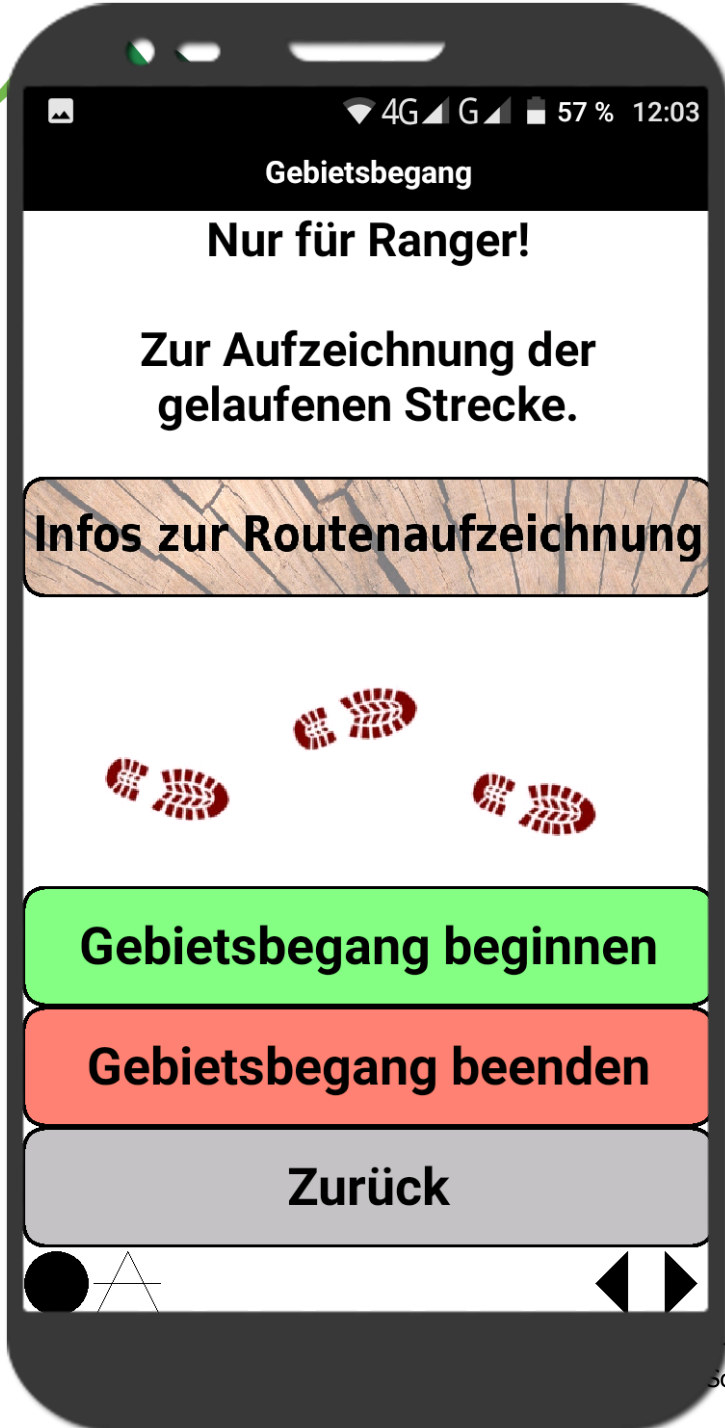 4G G 57 % 12:03
Gebietsbegang
Nur für Ranger!
Zur Aufzeichnung der
gelaufenen Strecke.
Infos zur Routenaufzeichnung
Gebietsbegang beginnen
Gebietsbegang beenden
Zurück